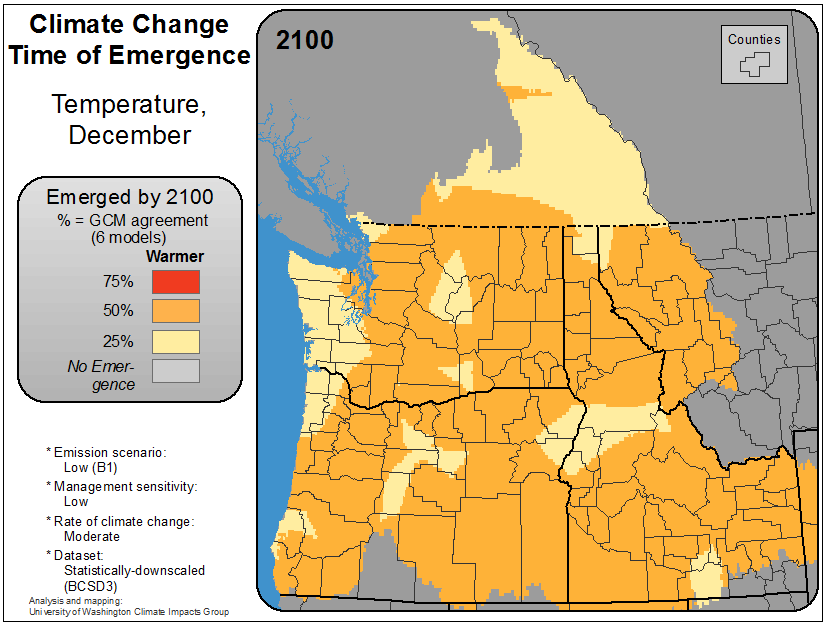 Climate Change
Time of Emergence
Temperature,
December
Emerged by 2100
% = GCM agreement
(6 models)
Warmer
75%
50%
25%
No Emer-
gence
* Emission scenario:
Low (B1)
* Management sensitivity:
Low
* Rate of climate change:
Moderate
* Dataset:
Statistically-downscaled
(BCSD3)
Analysis and mapping:
University of Washington Climate Impacts Group
2100
Counties